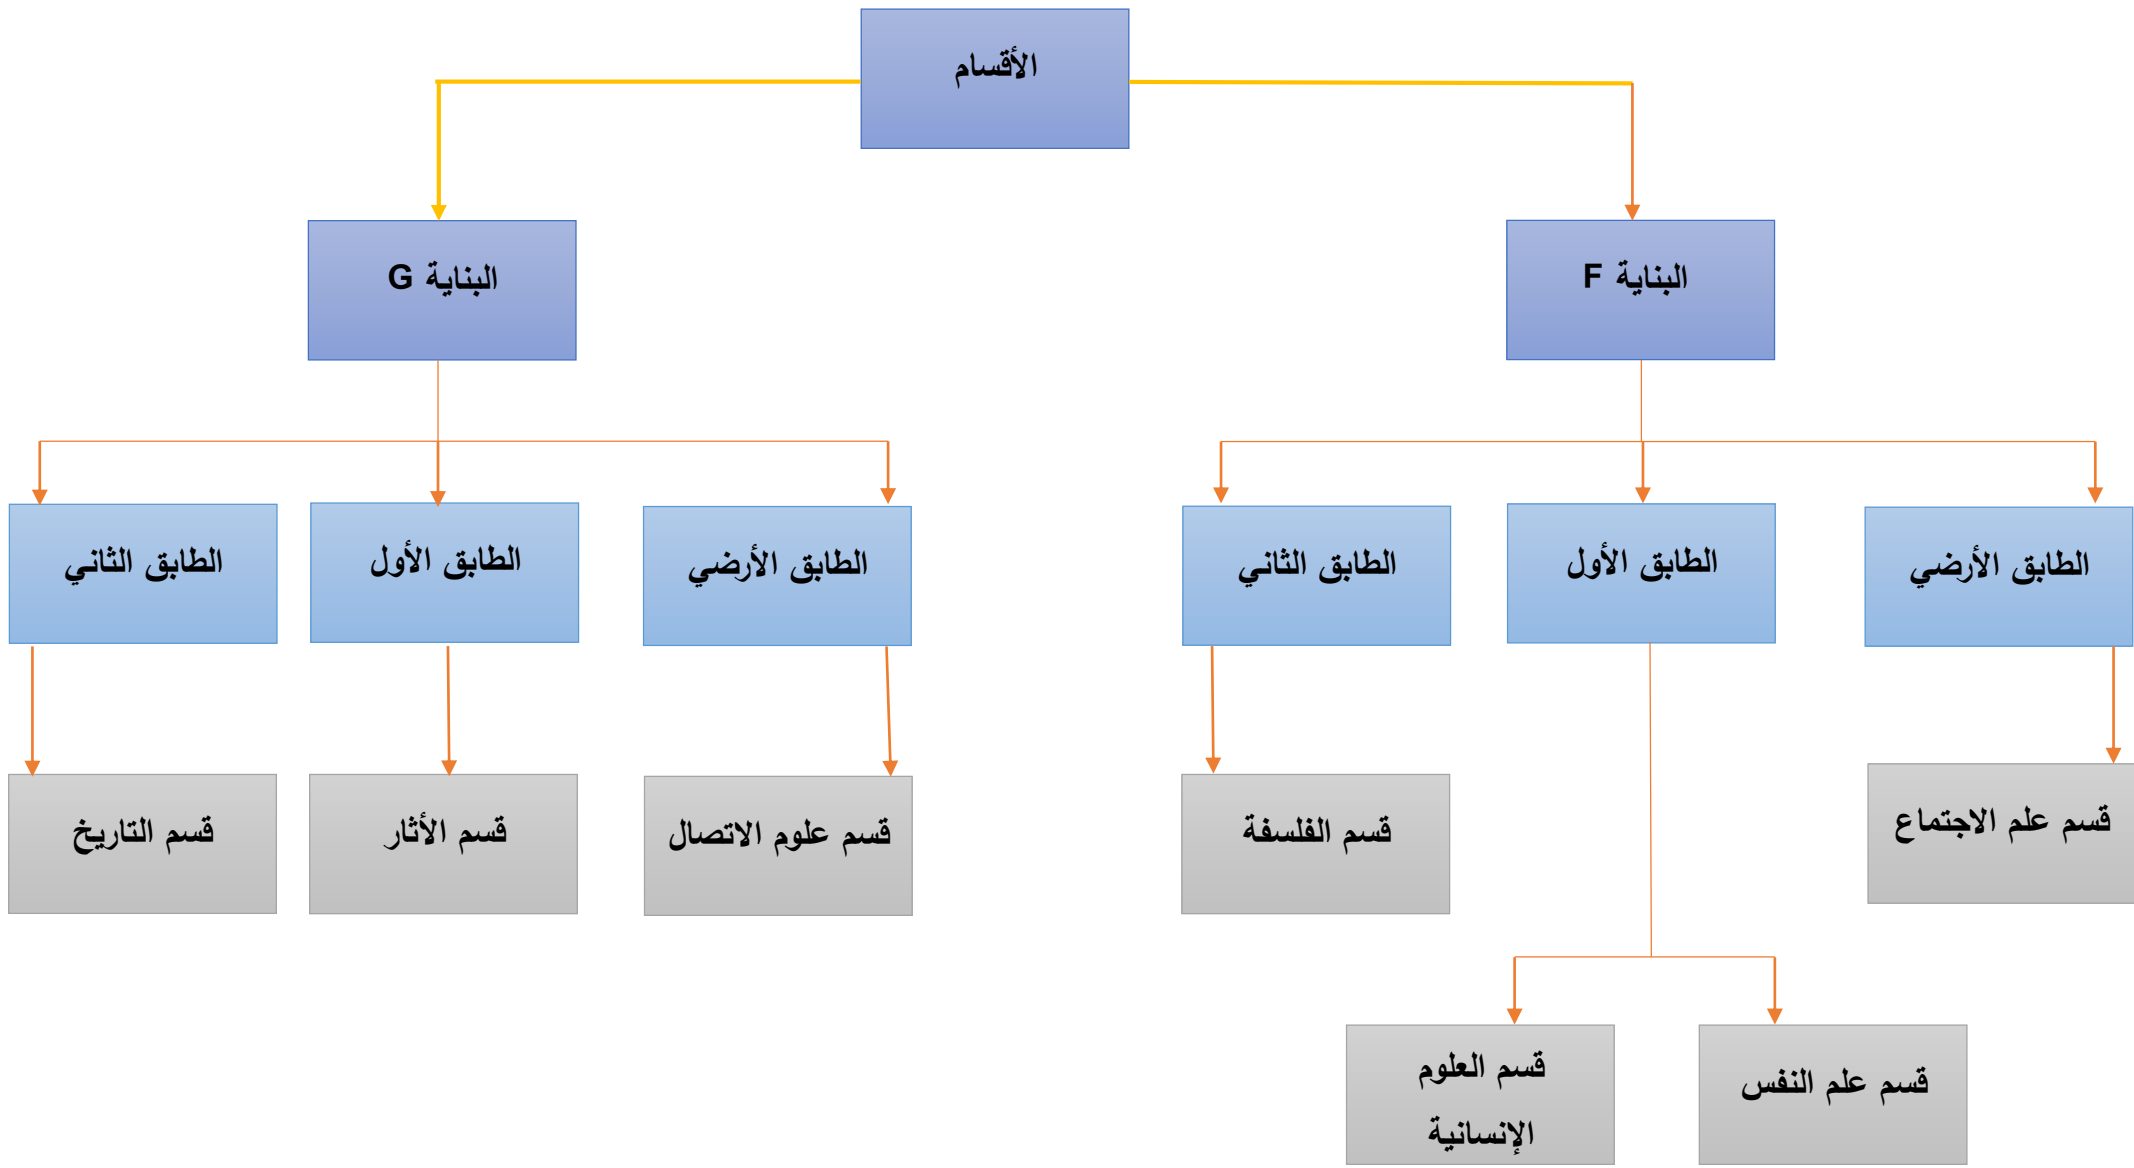 الأقسام
البناية F
البناية G
الطابق الأرضي
الطابق الأول
الطابق الثاني
الطابق الأرضي
الطابق الأول
الطابق الثاني
قسم علم الاجتماع
قسم الفلسفة
قسم علوم الاتصال
قسم الأثار
قسم التاريخ
قسم علم النفس
قسم العلوم
الإنسانية